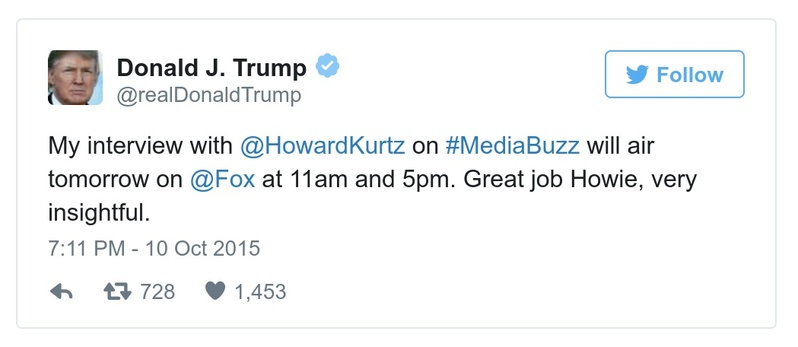 Donald J. Trump
@realDonaldTrump
Follow
My interview with @HowardKurtz on #MediaBuzz will air
tomorrow on @Fox at 11am and 5pm. Great job Howie, very
insightful.
7:11 PM - 10 Oct 2015
728 1,453